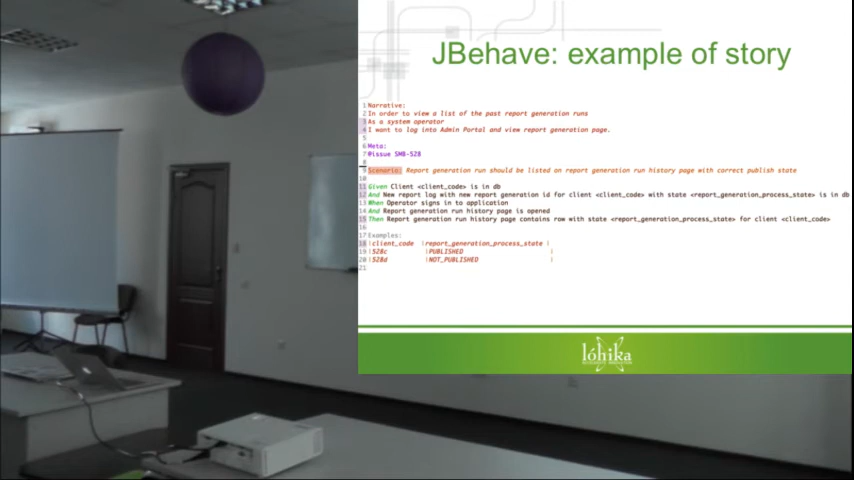 JBehave: example of story
1 Narrative:
2 In order to view a list of the past report generation runs
3 As a system operator
4 I want to log into Admin Portal and view report generation page.
5
6 Meta:
7 @issue SMB-528
8
9 Scenario: Report generation run should be listed on report generation run history page with correct publish state
10
11 Given Client <client_code> is in db
12 And New report log with new report generation id for client <client_code> with state <report_generation_process_state> is in db
13 When Operator signs in to application
14 And Report generation run history page is opened
15 Then Report generation run history page contains row with state <report_generation_process_state> for client <client_code>
16
17 Examples:
18 |client_code |report_generation_process_state |
19 |528c |PUBLISHED |
20 |528d |NOT_PUBLISHED |
21
lóhika